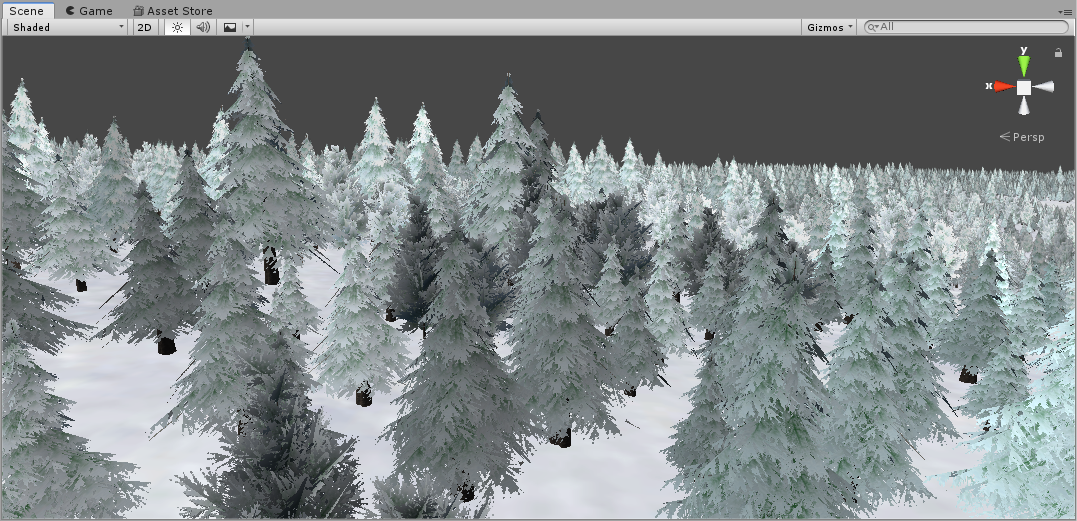 Scene Game Asset Store
Shaded 2D Gizmos All
y
x
Persp